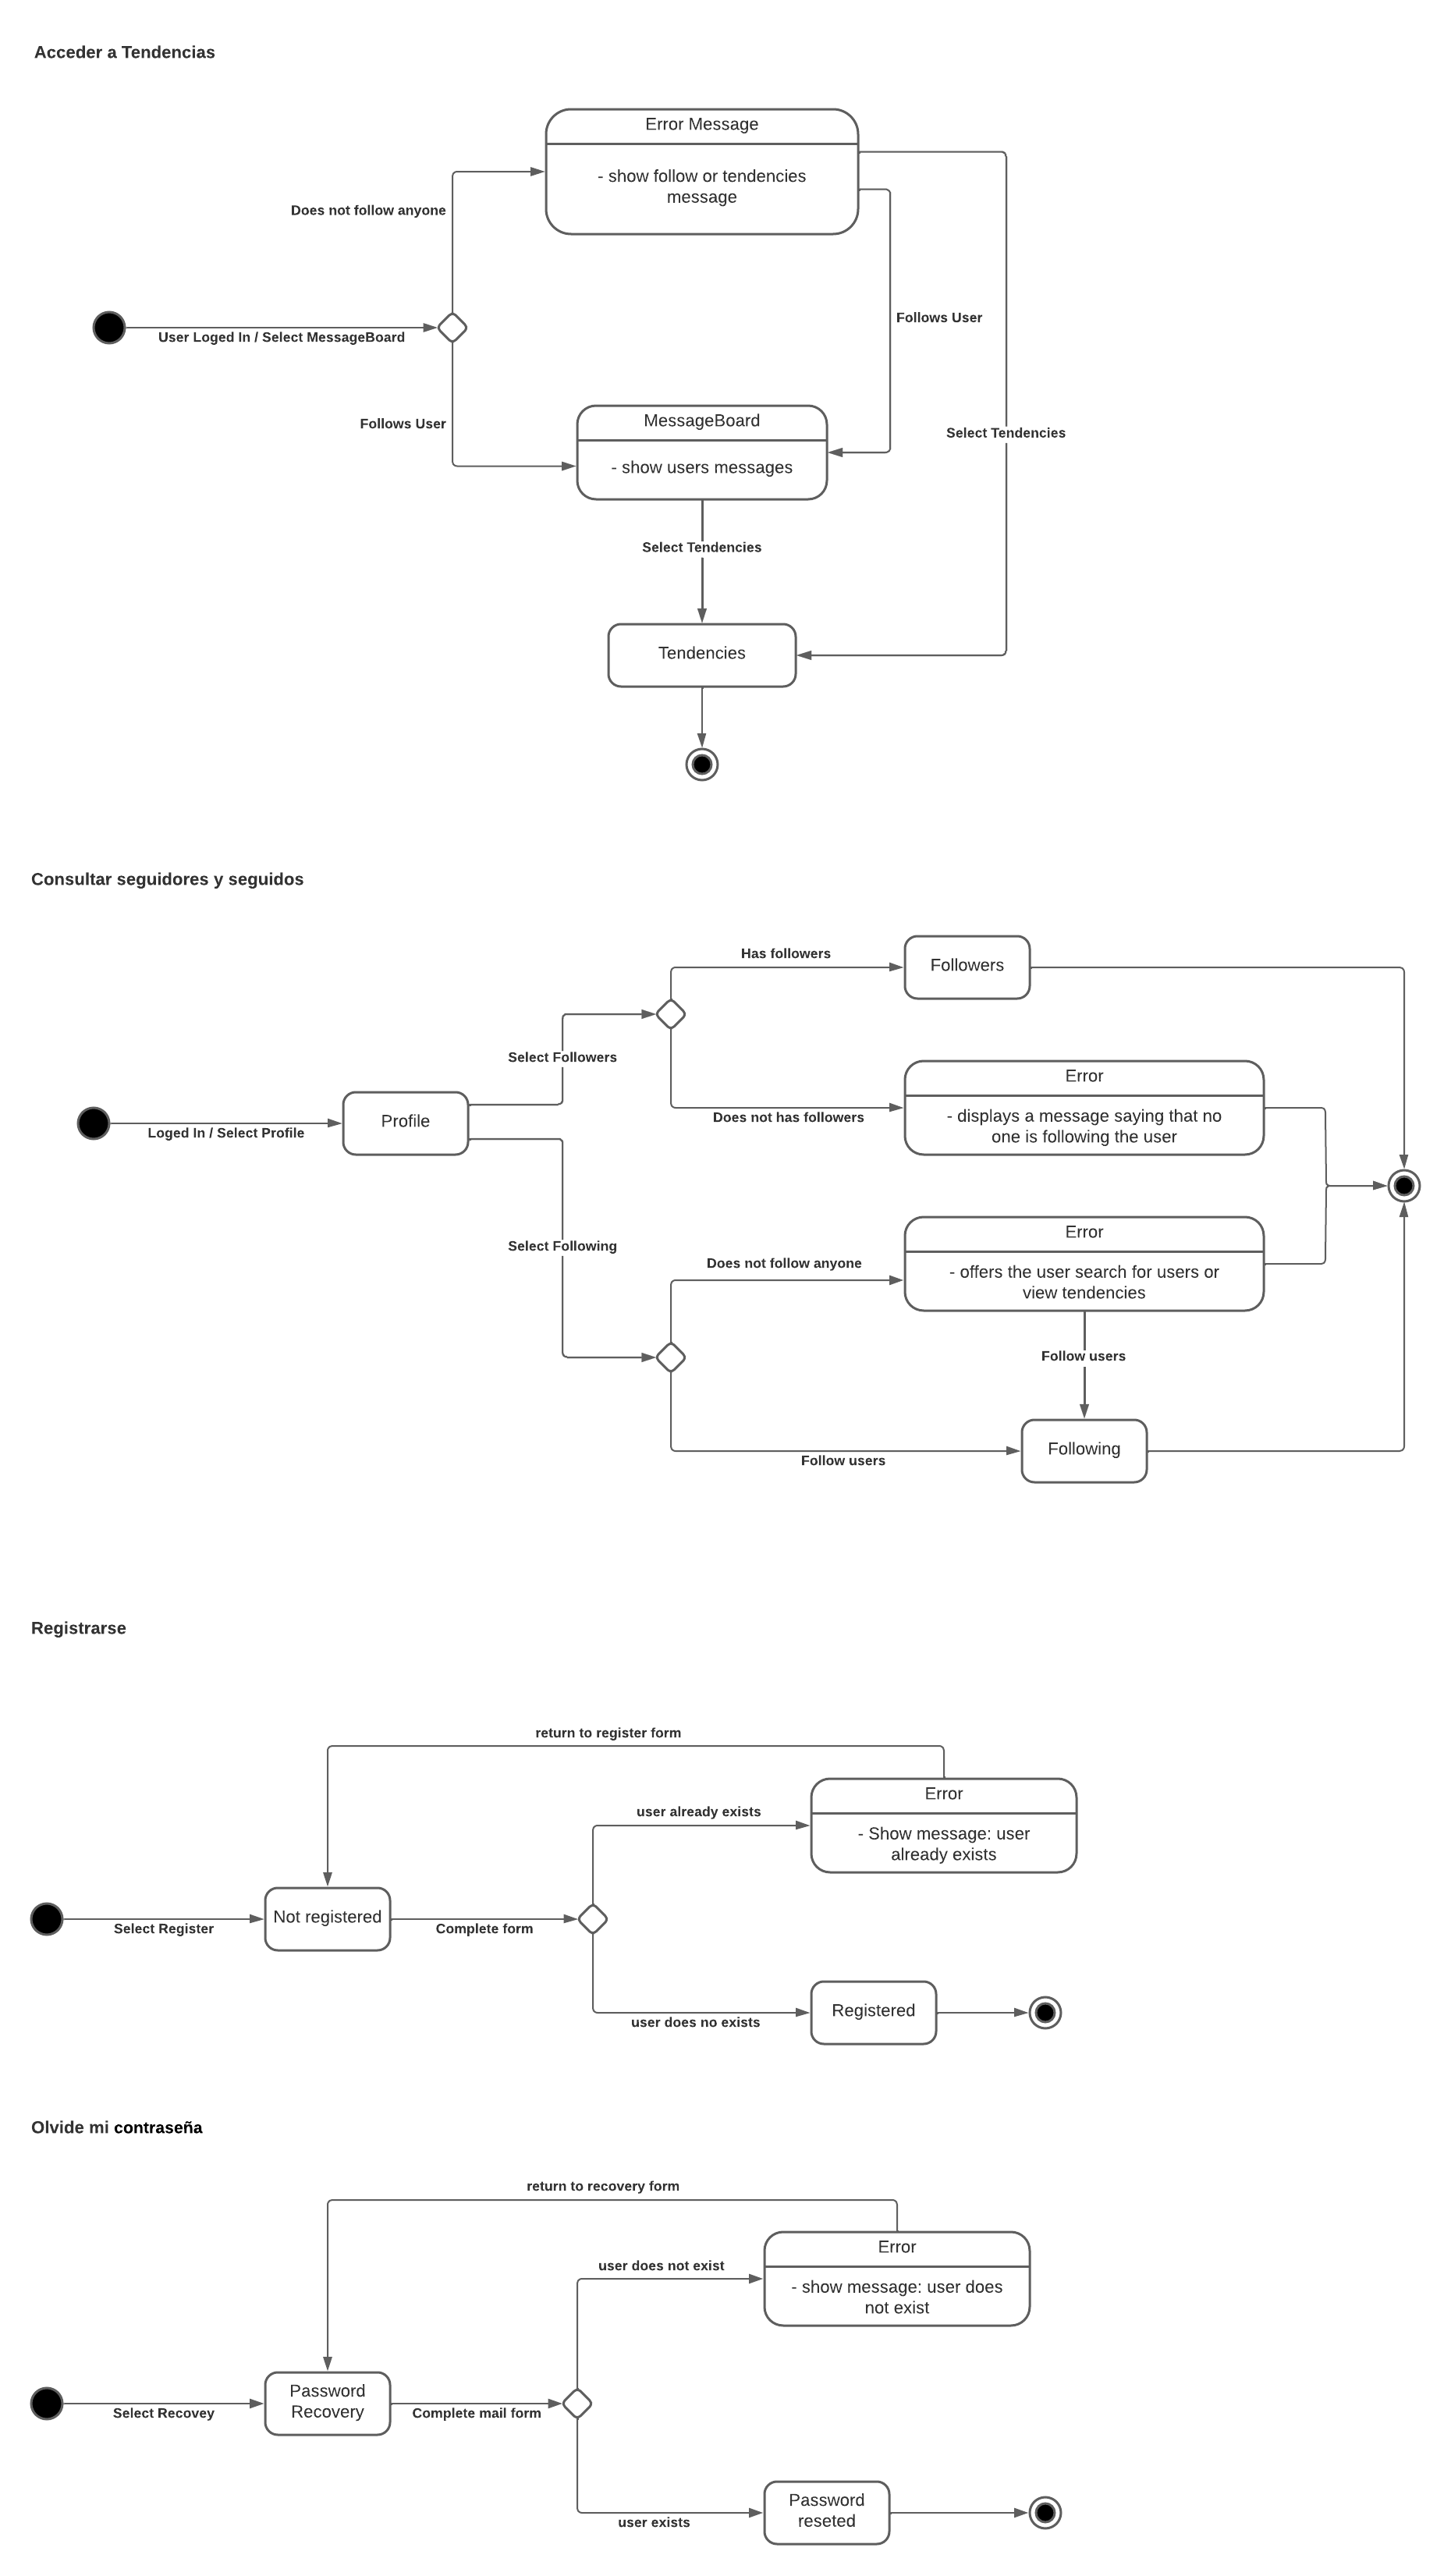 Acceder a Tendencias
Error Message
- show follow or tendencies
message
Does not follow anyone
User Loged In / Select MessageBoard
Follows User
Follows User
MessageBoard
- show users messages
Select Tendencies
Select Tendencies
Tendencies
Consultar seguidores y seguidos
Has followers
Followers
Select Followers
Error
- displays a message saying that no
one is following the user
Does not has followers
Profile
Loged In / Select Profile
Select Following
Does not follow anyone
Error
- offers the user search for users or
view tendencies
Follow users
Following
Follow users
Registrarse
return to register form
Error
- Show message: user
already exists
user already exists
Not registered
Select Register
Complete form
Registered
user does no exists
Olvide mi contraseña
return to recovery form
Error
- show message: user does
not exist
user does not exist
Password
Recovery
Select Recovey
Complete mail form
Password
reseted
user exists